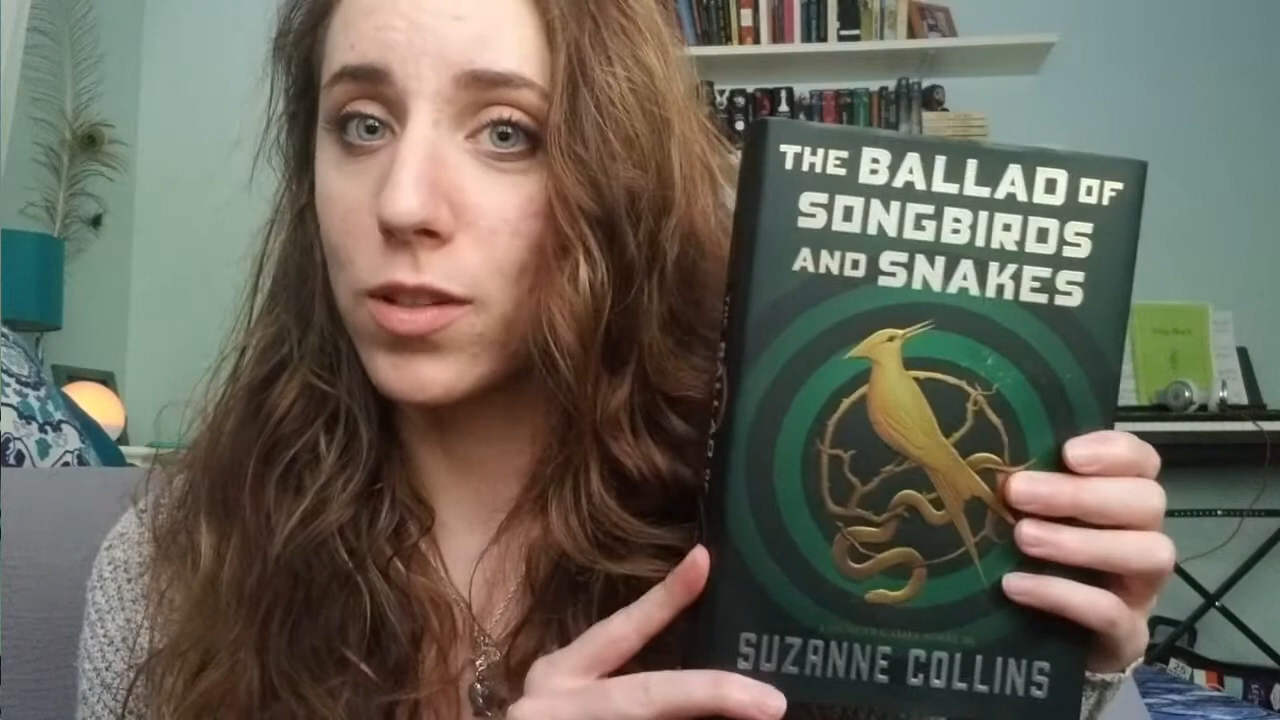 THE BALLAD OF
SONGBIRDS
AND SNAKES
SUZANNE COLLINS